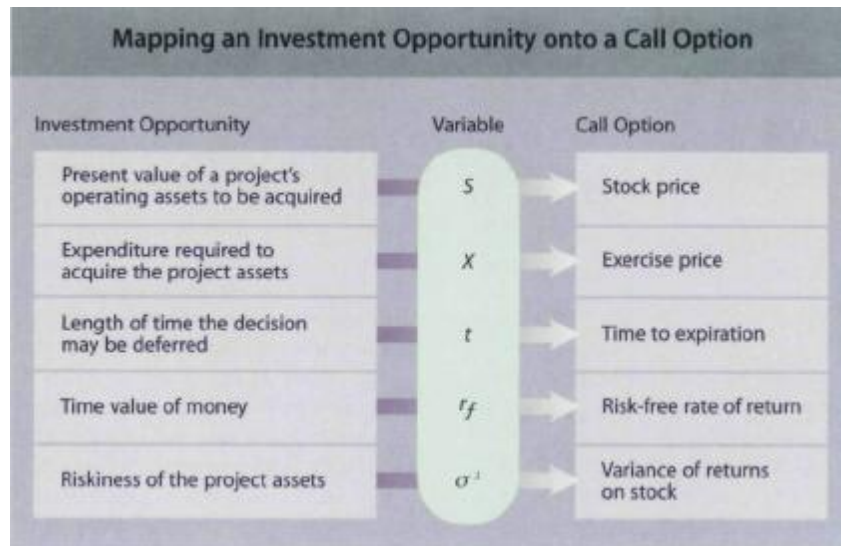 Mapping an Investment Opportunity onto a Call Option
Investment Opportunity
Variable
Call Option
Present value of a project's
operating assets to be acquired
S
Stock price
Expenditure required to
acquire the project assets
X
Exercise price
Length of time the decision
may be deferred
t
Time to expiration
Time value of money
rf
Risk-free rate of return
Riskiness of the project assets
σ²
Variance of returns
on stock